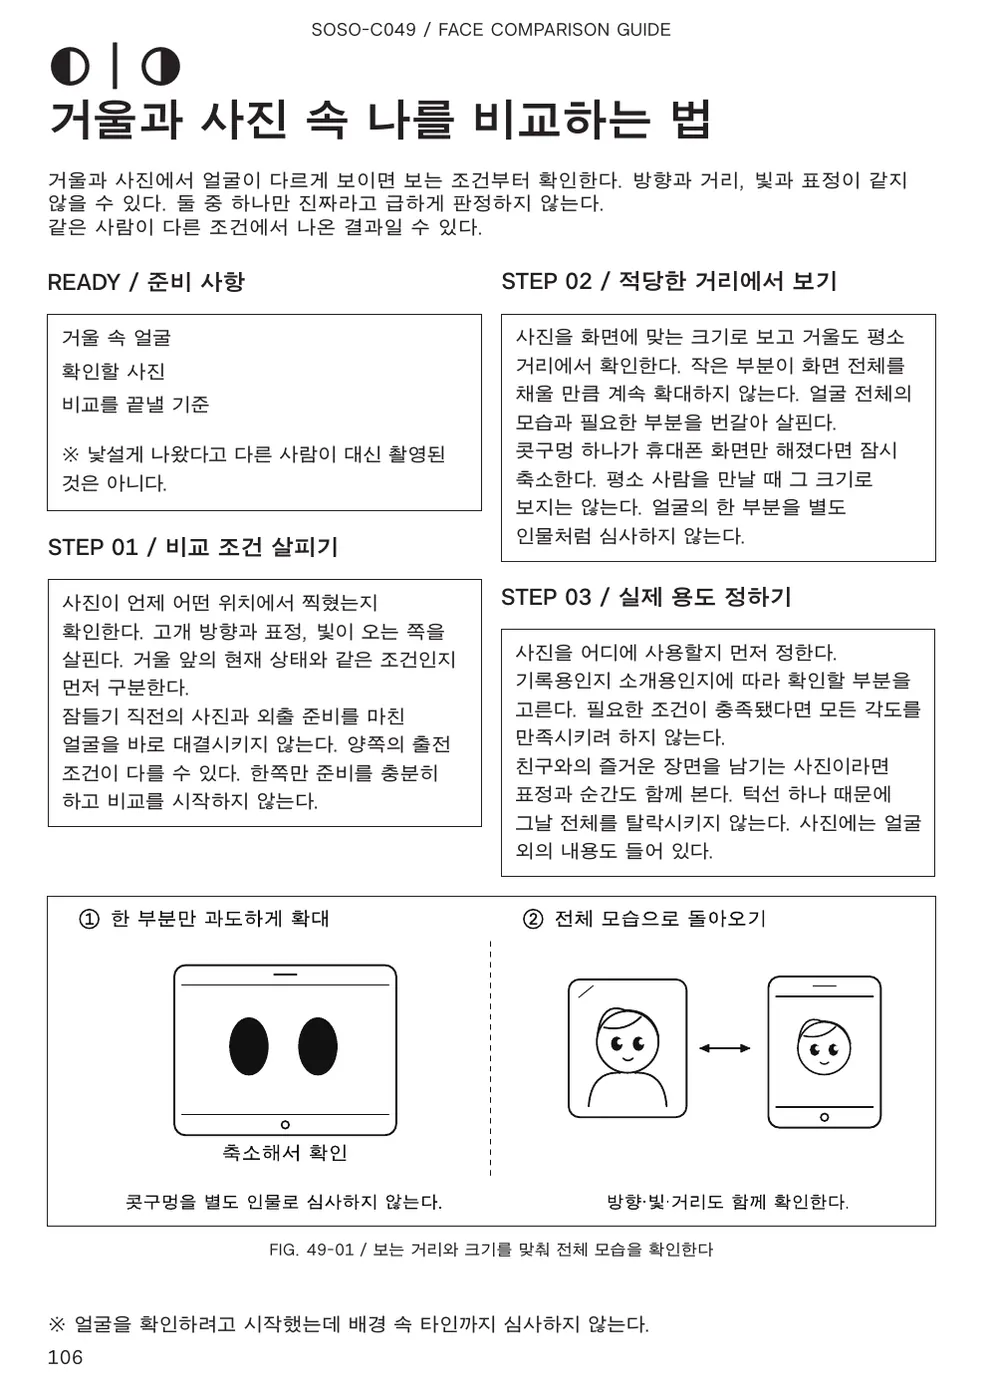 SOSO-C049 / FACE COMPARISON GUIDE
거울과 사진 속 나를 비교하는 법
거울과 사진에서 얼굴이 다르게 보이면 보는 조건부터 확인한다. 방향과 거리, 빛과 표정이 같지
않을 수 있다. 둘 중 하나만 진짜라고 급하게 판정하지 않는다.
같은 사람이 다른 조건에서 나온 결과일 수 있다.
READY / 준비 사항
거울 속 얼굴
확인할 사진
비교를 끝낼 기준
※ 낯설게 나왔다고 다른 사람이 대신 촬영된
것은 아니다.
STEP 01 / 비교 조건 살피기
사진이 언제 어떤 위치에서 찍혔는지
확인한다. 고개 방향과 표정, 빛이 오는 쪽을
살핀다. 거울 앞의 현재 상태와 같은 조건인지
먼저 구분한다.
잠들기 직전의 사진과 외출 준비를 마친
얼굴을 바로 대결시키지 않는다. 양쪽의 출전
조건이 다를 수 있다. 한쪽만 준비를 충분히
하고 비교를 시작하지 않는다.
STEP 02 / 적당한 거리에서 보기
사진을 화면에 맞는 크기로 보고 거울도 평소
거리에서 확인한다. 작은 부분이 화면 전체를
채울 만큼 계속 확대하지 않는다. 얼굴 전체의
모습과 필요한 부분을 번갈아 살핀다.
콧구멍 하나가 휴대폰 화면만 해졌다면 잠시
축소한다. 평소 사람을 만날 때 그 크기로
보지는 않는다. 얼굴의 한 부분을 별도
인물처럼 심사하지 않는다.
STEP 03 / 실제 용도 정하기
사진을 어디에 사용할지 먼저 정한다.
기록용인지 소개용인지에 따라 확인할 부분을
고른다. 필요한 조건이 충족됐다면 모든 각도를
만족시키려 하지 않는다.
친구와의 즐거운 장면을 남기는 사진이라면
표정과 순간도 함께 본다. 턱선 하나 때문에
그날 전체를 탈락시키지 않는다. 사진에는 얼굴
외의 내용도 들어 있다.
① 한 부분만 과도하게 확대
② 전체 모습으로 돌아오기
축소해서 확인
콧구멍을 별도 인물로 심사하지 않는다.
방향·빛·거리도 함께 확인한다.
FIG. 49-01 / 보는 거리와 크기를 맞춰 전체 모습을 확인한다
※ 얼굴을 확인하려고 시작했는데 배경 속 타인까지 심사하지 않는다.
106